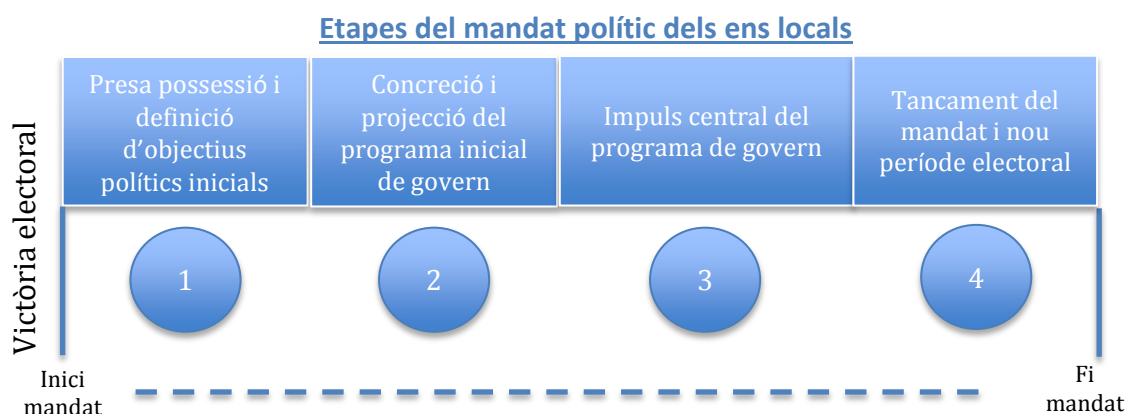 Etapes del mandat polític dels ens locals
Presa possessió i
definició
d'objectius
polítics inicials
Concreció i
projecció del
programa inicial
de govern
Impuls central del
programa de govern
Tancament del
mandat i nou
període electoral
Victòria electoral
1
2
3
4
Inici
mandat
Fi
mandat